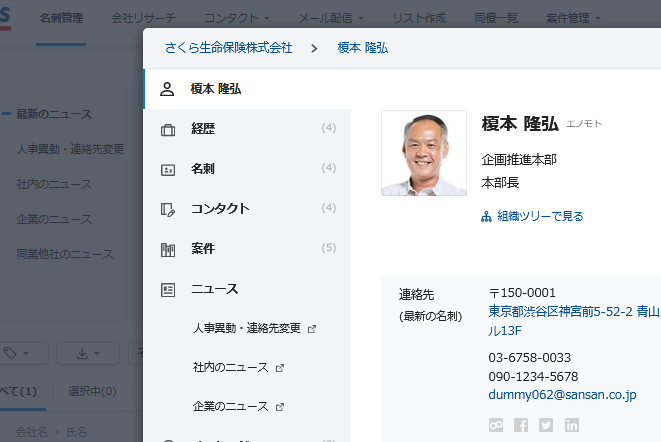 S
名刺管理 会社リサーチ コンタクト メール配信 リスト作成 同僚一覧 案件管理
さくら生命保険株式会社 > 榎本 隆弘
最新のニュース
人事異動・連絡先変更
社内のニュース
企業のニュース
同業他社のニュース
べて(1) 選択中(0)
会社名 ・ 氏名
榎本 隆弘
経歴 (4)
名刺 (4)
コンタクト (4)
案件 (5)
ニュース
人事異動・連絡先変更
社内のニュース
企業のニュース
榎本 隆弘 エノモト
企画推進本部
本部長
組織ツリーで見る
連絡先
(最新の名刺)
〒150-0001
東京都渋谷区神宮前5-52-2 青山
ル13F
03-6758-0033
090-1234-5678
dummy062@sansan.co.jp